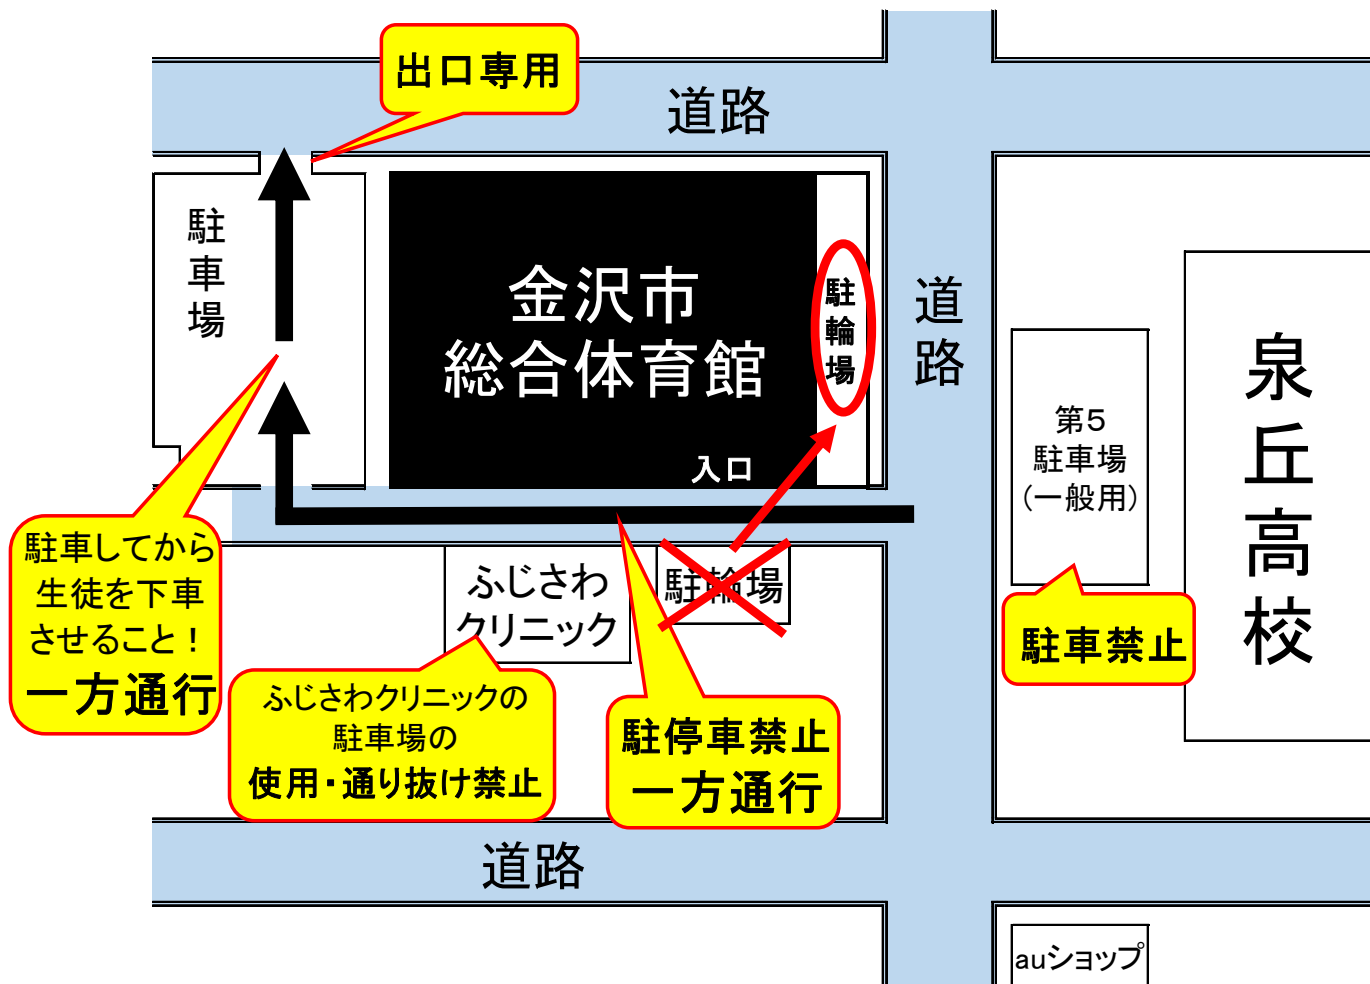 出口専用
道路
駐車場
金沢市
総合体育館
入口
駐輪場
道路
第5
駐車場
(一般用)
泉丘高校
駐車してから
生徒を下車
させること！
一方通行
ふじさわ
クリニック
駐輪場
駐車禁止
ふじさわクリニックの
駐車場の
使用・通り抜け禁止
駐停車禁止
一方通行
道路
auショップ